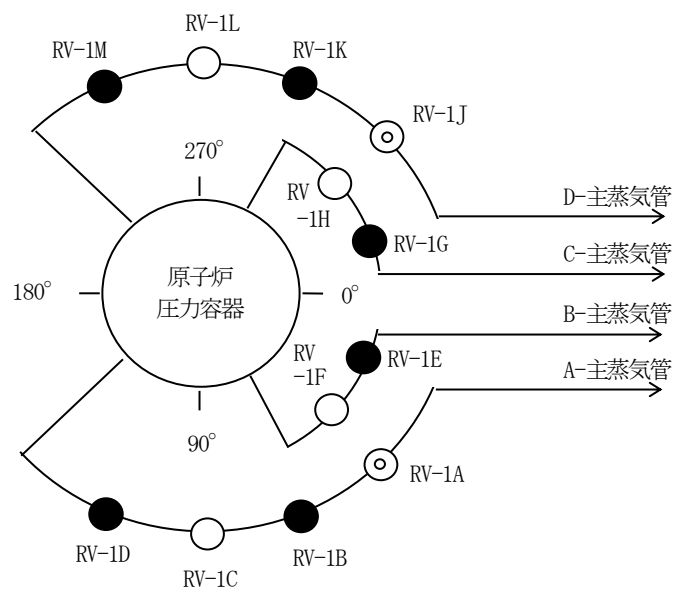 RV-1L
RV-1M
RV-1K
RV-1J
270°
RV
-1H
D-主蒸気管
RV-1G
C-主蒸気管
原子炉
圧力容器
180°
0°
B-主蒸気管
RV
-1F
RV-1E
A-主蒸気管
90°
RV-1A
RV-1D
RV-1B
RV-1C